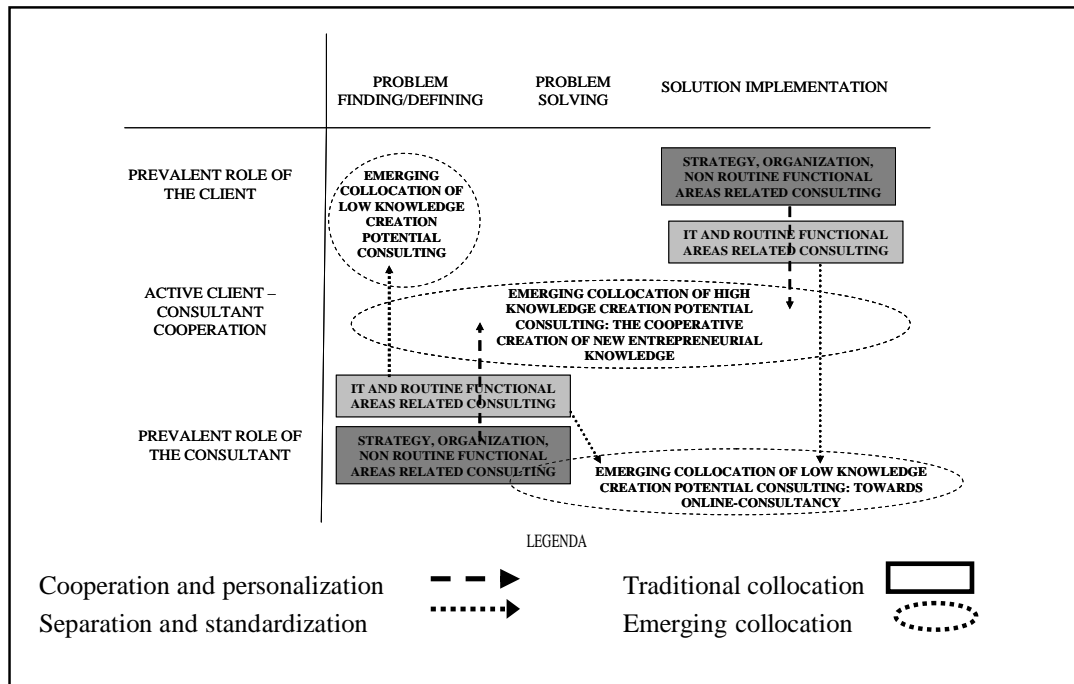 PROBLEM
FINDING/DEFINING
PROBLEM
SOLVING
SOLUTION IMPLEMENTATION
PREVALENT ROLE OF
THE CLIENT
EMERGING
COLLOCATION OF
LOW KNOWLEDGE
CREATION
POTENTIAL
CONSULTING
STRATEGY, ORGANIZATION,
NON ROUTINE FUNCTIONAL
AREAS RELATED CONSULTING
IT AND ROUTINE FUNCTIONAL
AREAS RELATED CONSULTING
ACTIVE CLIENT –
CONSULTANT
COOPERATION
EMERGING COLLOCATION OF HIGH
KNOWLEDGE CREATION POTENTIAL
CONSULTING: THE COOPERATIVE
CREATION OF NEW ENTREPRENEURIAL
KNOWLEDGE
IT AND ROUTINE FUNCTIONAL
AREAS RELATED CONSULTING
PREVALENT ROLE OF
THE CONSULTANT
STRATEGY, ORGANIZATION,
NON ROUTINE FUNCTIONAL
AREAS RELATED CONSULTING
EMERGING COLLOCATION OF LOW KNOWLEDGE
CREATION POTENTIAL CONSULTING: TOWARDS
ONLINE-CONSULTANCY
LEGENDA
Cooperation and personalization
Traditional collocation
Separation and standardization
Emerging collocation